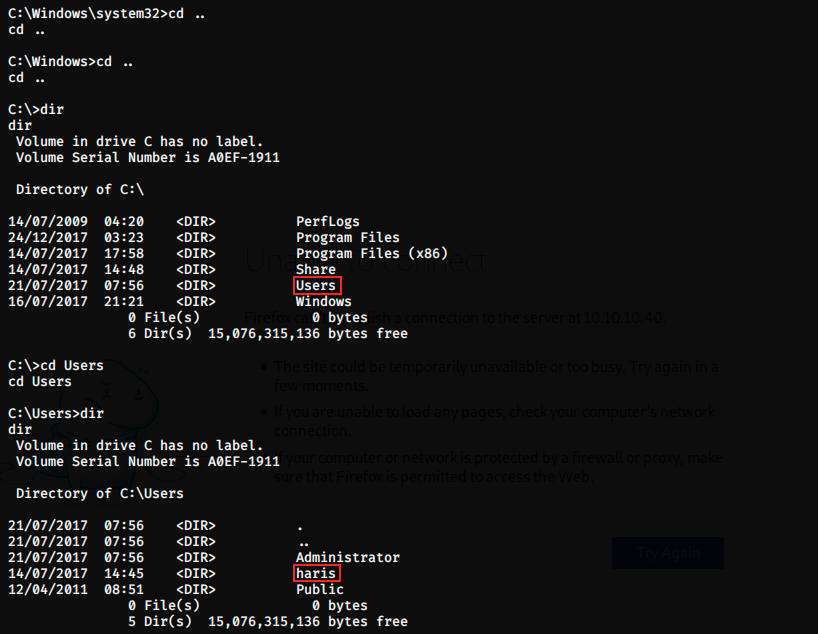 C:\Windows\system32>cd ..
cd ..
C:\Windows>cd ..
cd ..
C:\>dir
dir
Volume in drive C has no label.
Volume Serial Number is A0EF-1911
Directory of C:\
14/07/2009  04:20    <DIR>          PerfLogs
24/12/2017  03:23    <DIR>          Program Files
14/07/2017  17:58    <DIR>          Program Files (x86)
14/07/2017  14:48    <DIR>          Share
21/07/2017  07:56    <DIR>          Users
16/07/2017  21:21    <DIR>          Windows
0 File(s)              0 bytes
6 Dir(s)  15,076,315,136 bytes free
C:\>cd Users
cd Users
C:\Users>dir
dir
Volume in drive C has no label.
Volume Serial Number is A0EF-1911
Directory of C:\Users
21/07/2017  07:56    <DIR>          .
21/07/2017  07:56    <DIR>          ..
21/07/2017  07:56    <DIR>          Administrator
14/07/2017  14:45    <DIR>          haris
12/04/2011  08:51    <DIR>          Public
0 File(s)              0 bytes
5 Dir(s)  15,076,315,136 bytes free
connect
Firefox
a connection to the server at 10.10.10.40.
The site could be temporarily unavailable or too busy. Try again in a
few moments.
If you are unable to load any pages, check your computer's network
connection.
If your computer or network is protected by a firewall or proxy, make
sure that Firefox is permitted to access the Web.
Try Again